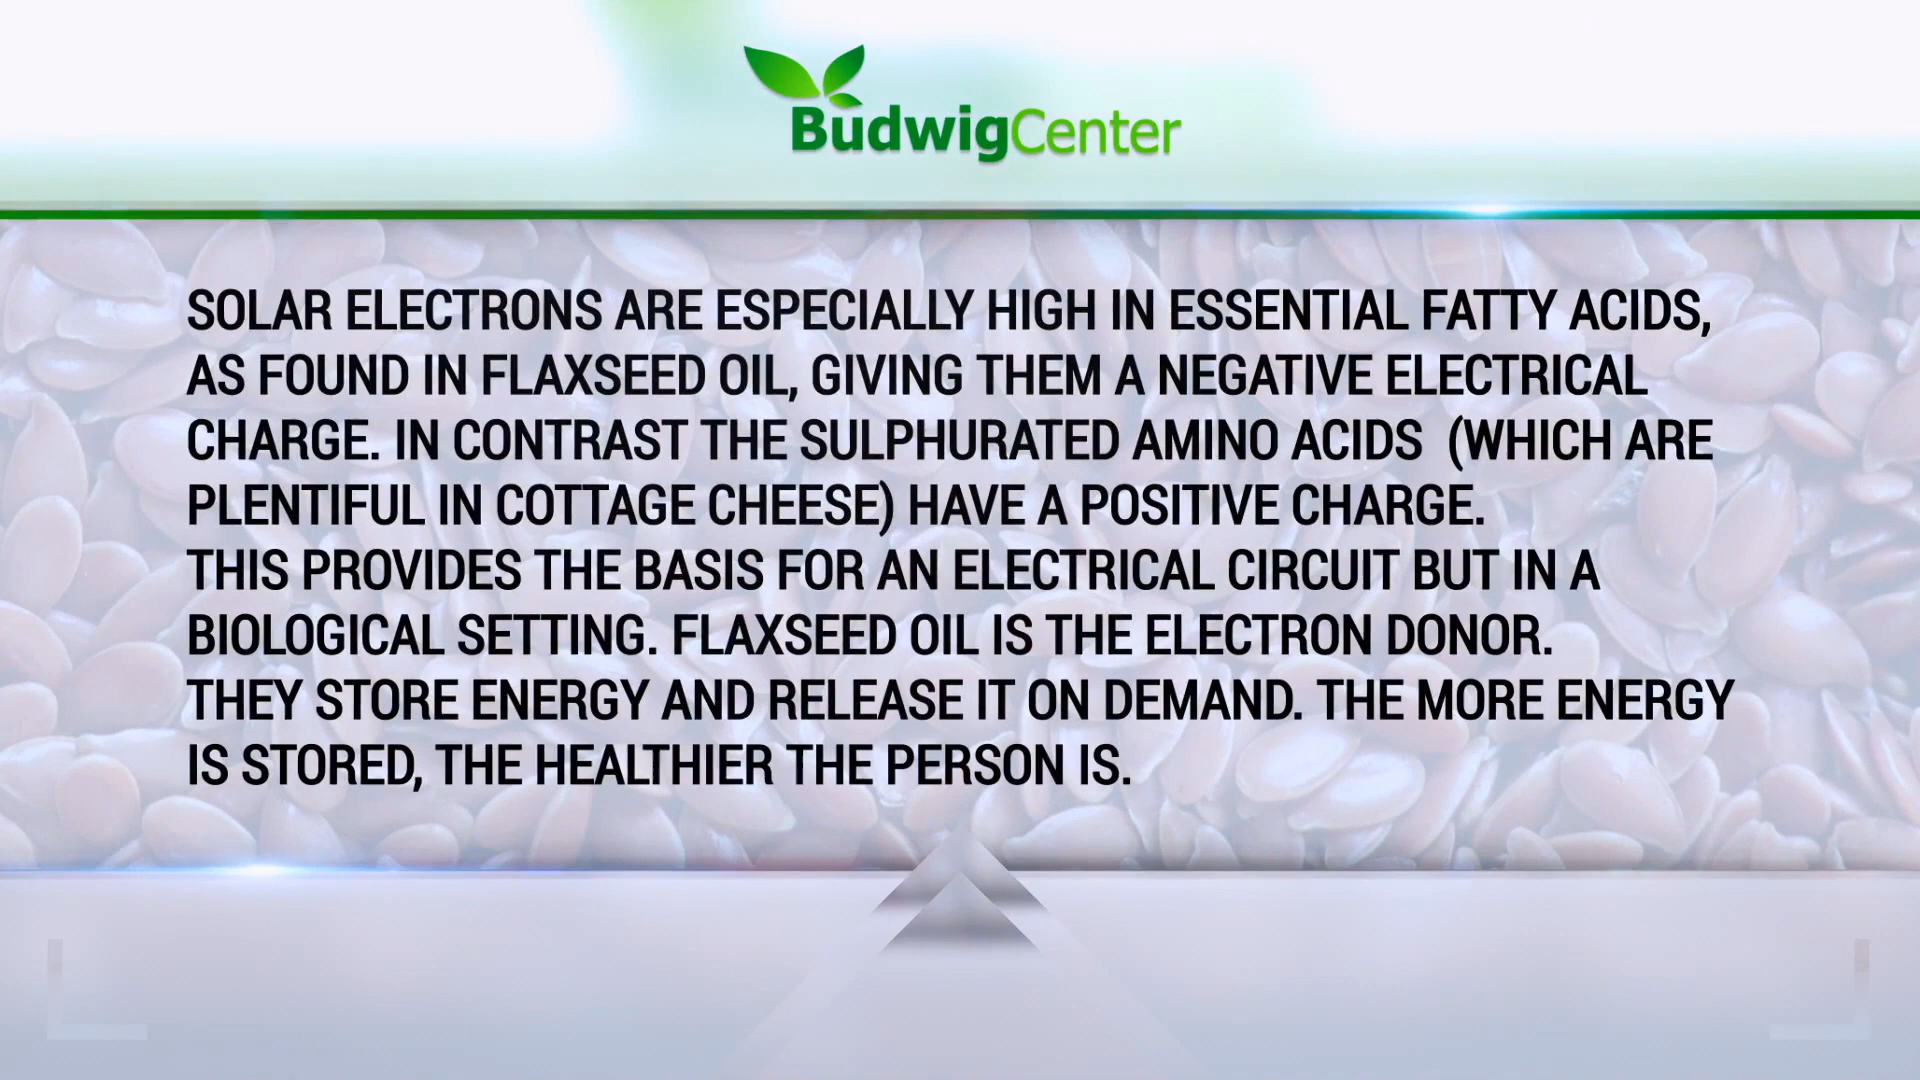 BudwigCenter
SOLAR ELECTRONS ARE ESPECIALLY HIGH IN ESSENTIAL FATTY ACIDS,
AS FOUND IN FLAXSEED OIL, GIVING THEM A NEGATIVE ELECTRICAL
CHARGE. IN CONTRAST THE SULPHURATED AMINO ACIDS  (WHICH ARE
PLENTIFUL IN COTTAGE CHEESE) HAVE A POSITIVE CHARGE.
THIS PROVIDES THE BASIS FOR AN ELECTRICAL CIRCUIT BUT IN A
BIOLOGICAL SETTING. FLAXSEED OIL IS THE ELECTRON DONOR.
THEY STORE ENERGY AND RELEASE IT ON DEMAND. THE MORE ENERGY
IS STORED, THE HEALTHIER THE PERSON IS.